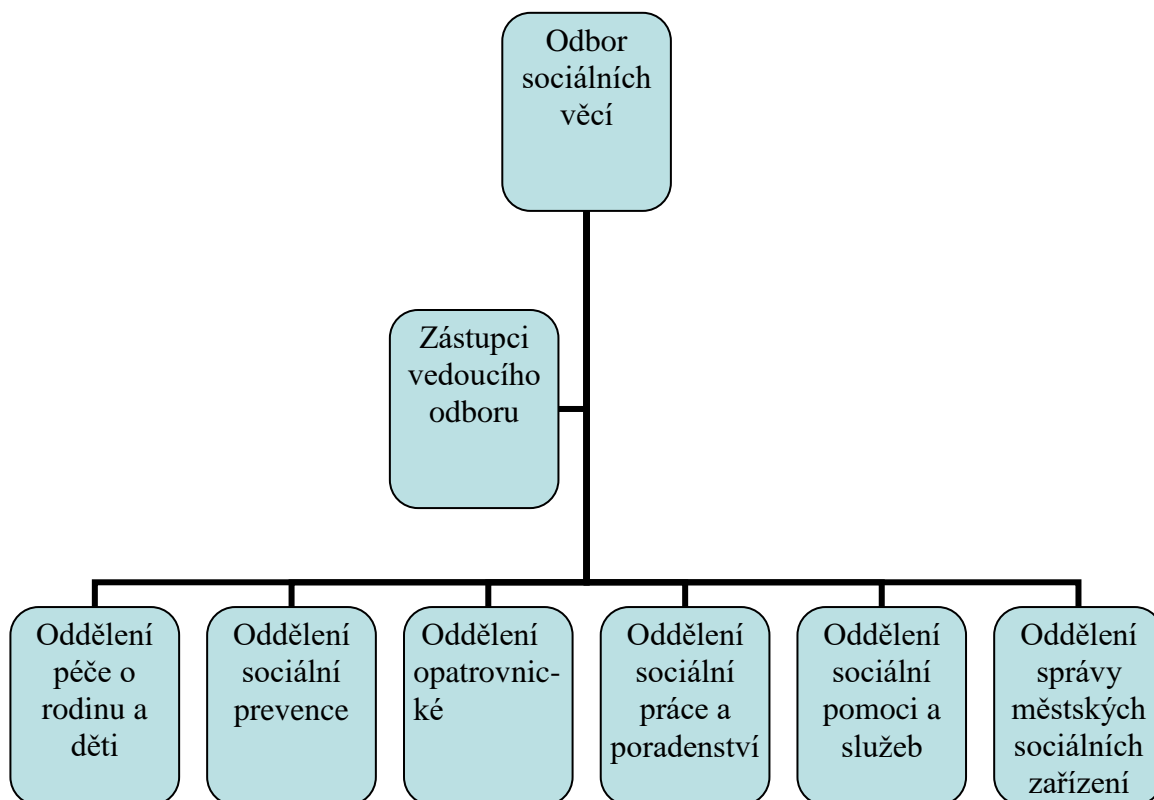 Odbor
sociálních
věcí
Zástupci
vedoucího
odboru
Oddělení
péče o
rodinu a
děti
Oddělení
sociální
prevence
Oddělení
opatrovnic-
ké
Oddělení
sociální
práce a
poradenství
Oddělení
sociální
pomoci a
služeb
Oddělení
správy
městských
sociálních
zařízení